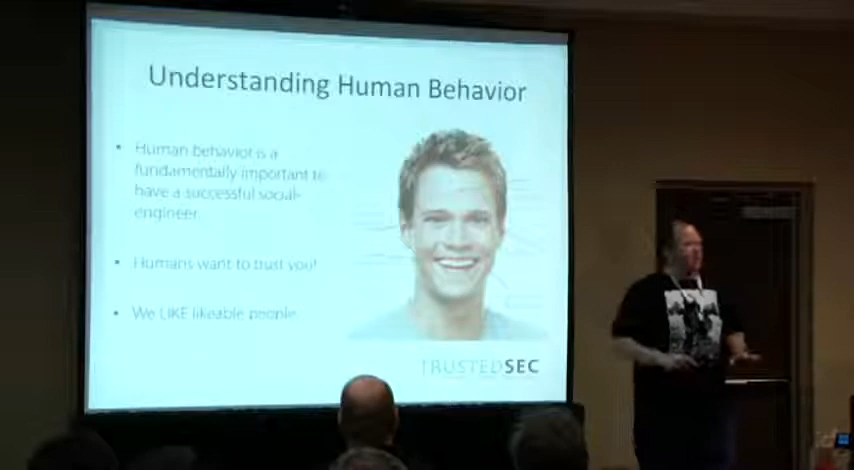 Understanding Human Behavior
• Human behavior is a
fundamentally important to
have a successful social-
engineer.
• Humans want to trust you!
• We LIKE likeable people.
TRUSTEDSEC